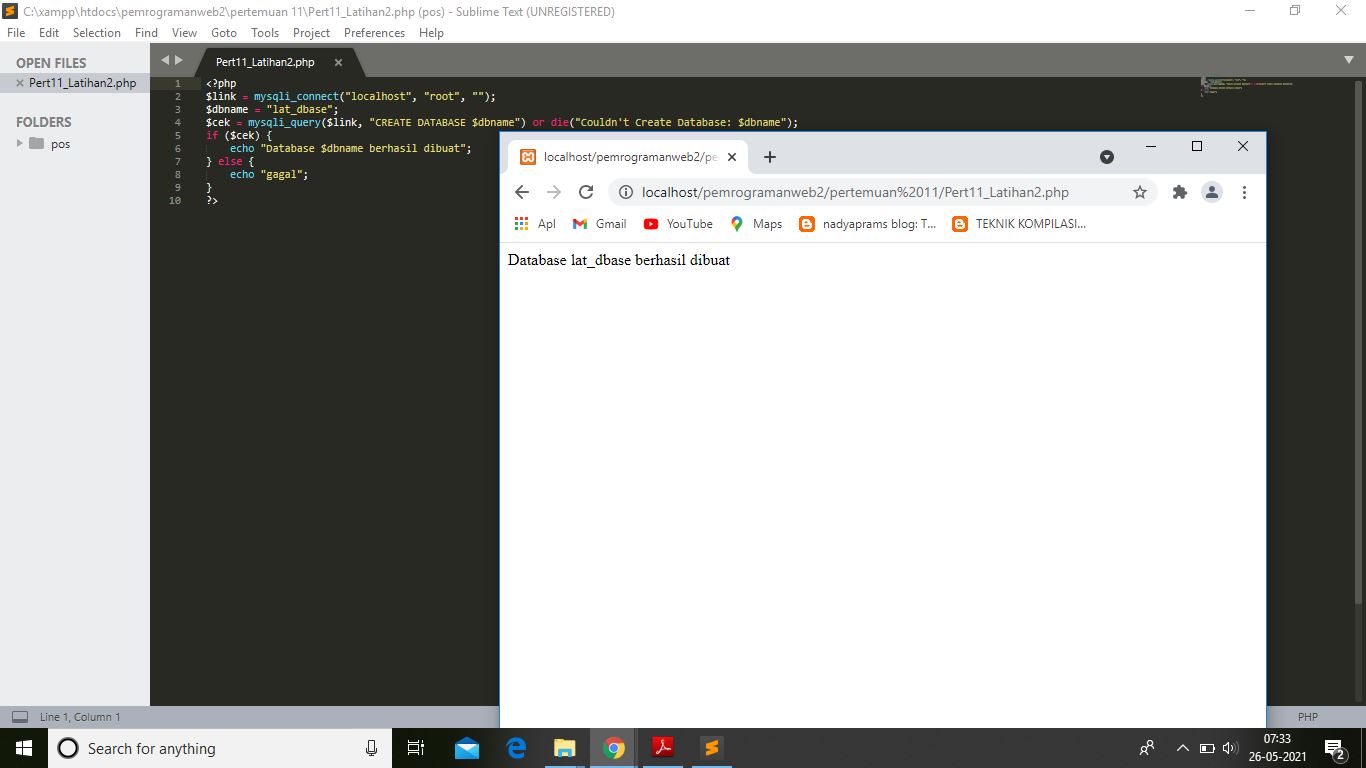 C:\xampp\htdocs\pemrogramanweb2\pertemuan 11\Pert11_Latihan2.php (pos) - Sublime Text (UNREGISTERED)
File Edit Selection Find View Goto Tools Project Preferences Help
OPEN FILES
Pert11_Latihan2.php
FOLDERS
pos
Pert11_Latihan2.php
1 <?php
2 $link = mysqli_connect("localhost", "root", "");
3 $dbname = "lat_dbase";
4 $cek = mysqli_query($link, "CREATE DATABASE $dbname") or die("Couldn't Create Database: $dbname");
5 if ($cek) {
6 echo "Database $dbname berhasil dibuat";
7 } else {
8 echo "gagal";
9 }
10 ?>
localhost/pemrogramanweb2/pe
localhost/pemrogramanweb2/pertemuan%2011/Pert11_Latihan2.php
Apl Gmail YouTube Maps nadyaprams blog: T... TEKNIK KOMPILASI...
Database lat_dbase berhasil dibuat
Line 1, Column 1
PHP
Search for anything
07:33
26-05-2021
2